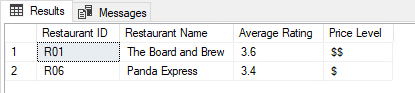 Results Messages
Restaurant ID Restaurant Name Average Rating Price Level
1 R01 The Board and Brew 3.6 $$
2 R06 Panda Express 3.4 $